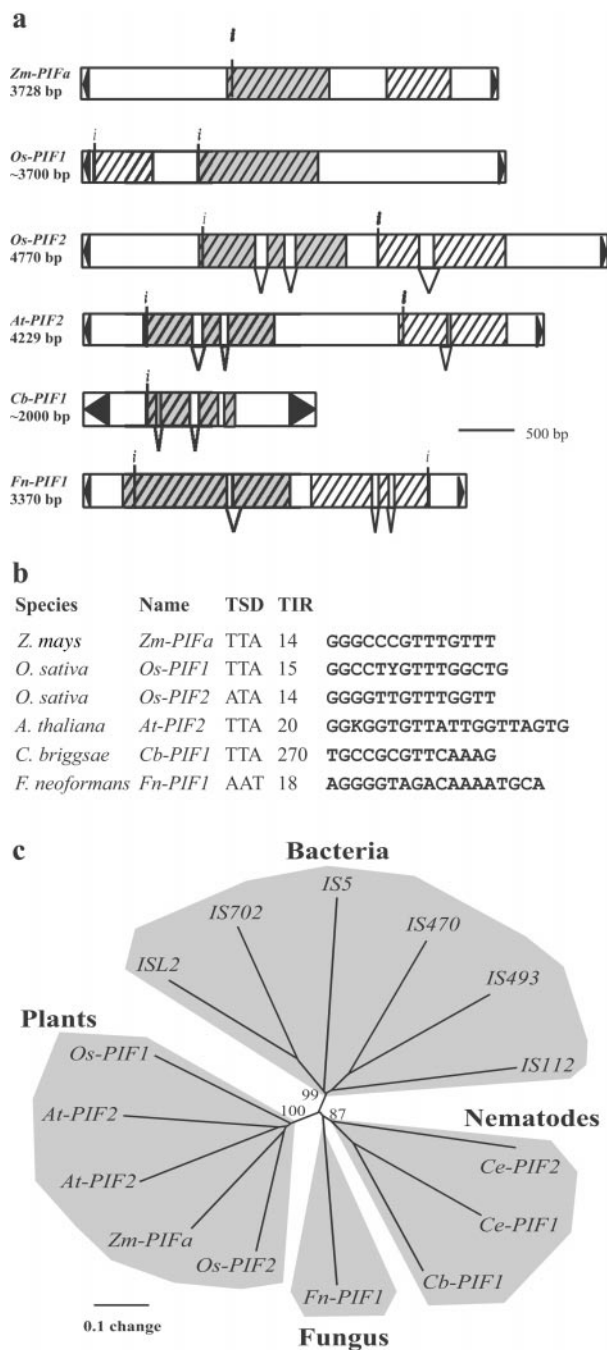 a
i
Zm-PIFa
3728 bp
i
i
Os-PIF1
~3700 bp
i
i
Os-PIF2
4770 bp
i
i
At-PIF2
4229 bp
i
Cb-PIF1
~2000 bp
500 bp
i
i
Fn-PIF1
3370 bp
b
Species Name TSD TIR
Z. mays Zm-PIFa TTA 14 GGGCCCGTTTGTTT
O. sativa Os-PIF1 TTA 15 GGCCTYGTTTGGCTG
O. sativa Os-PIF2 ATA 14 GGGGTTGTTTGGTT
A. thaliana At-PIF2 TTA 20 GGKGGTGTTATTGGTTAGTG
C. briggsae Cb-PIF1 TTA 270 TGCCGCGTTCAAAG
F. neoformans Fn-PIF1 AAT 18 AGGGGTAGACAAAATGCA
c
Bacteria
IS5
IS702
IS470
ISL2
IS493
Plants
IS112
Os-PIF1
99
100
87
Nematodes
At-PIF2
Ce-PIF2
At-PIF2
Ce-PIF1
Zm-PIFa
Os-PIF2
Cb-PIF1
Fn-PIF1
0.1 change
Fungus